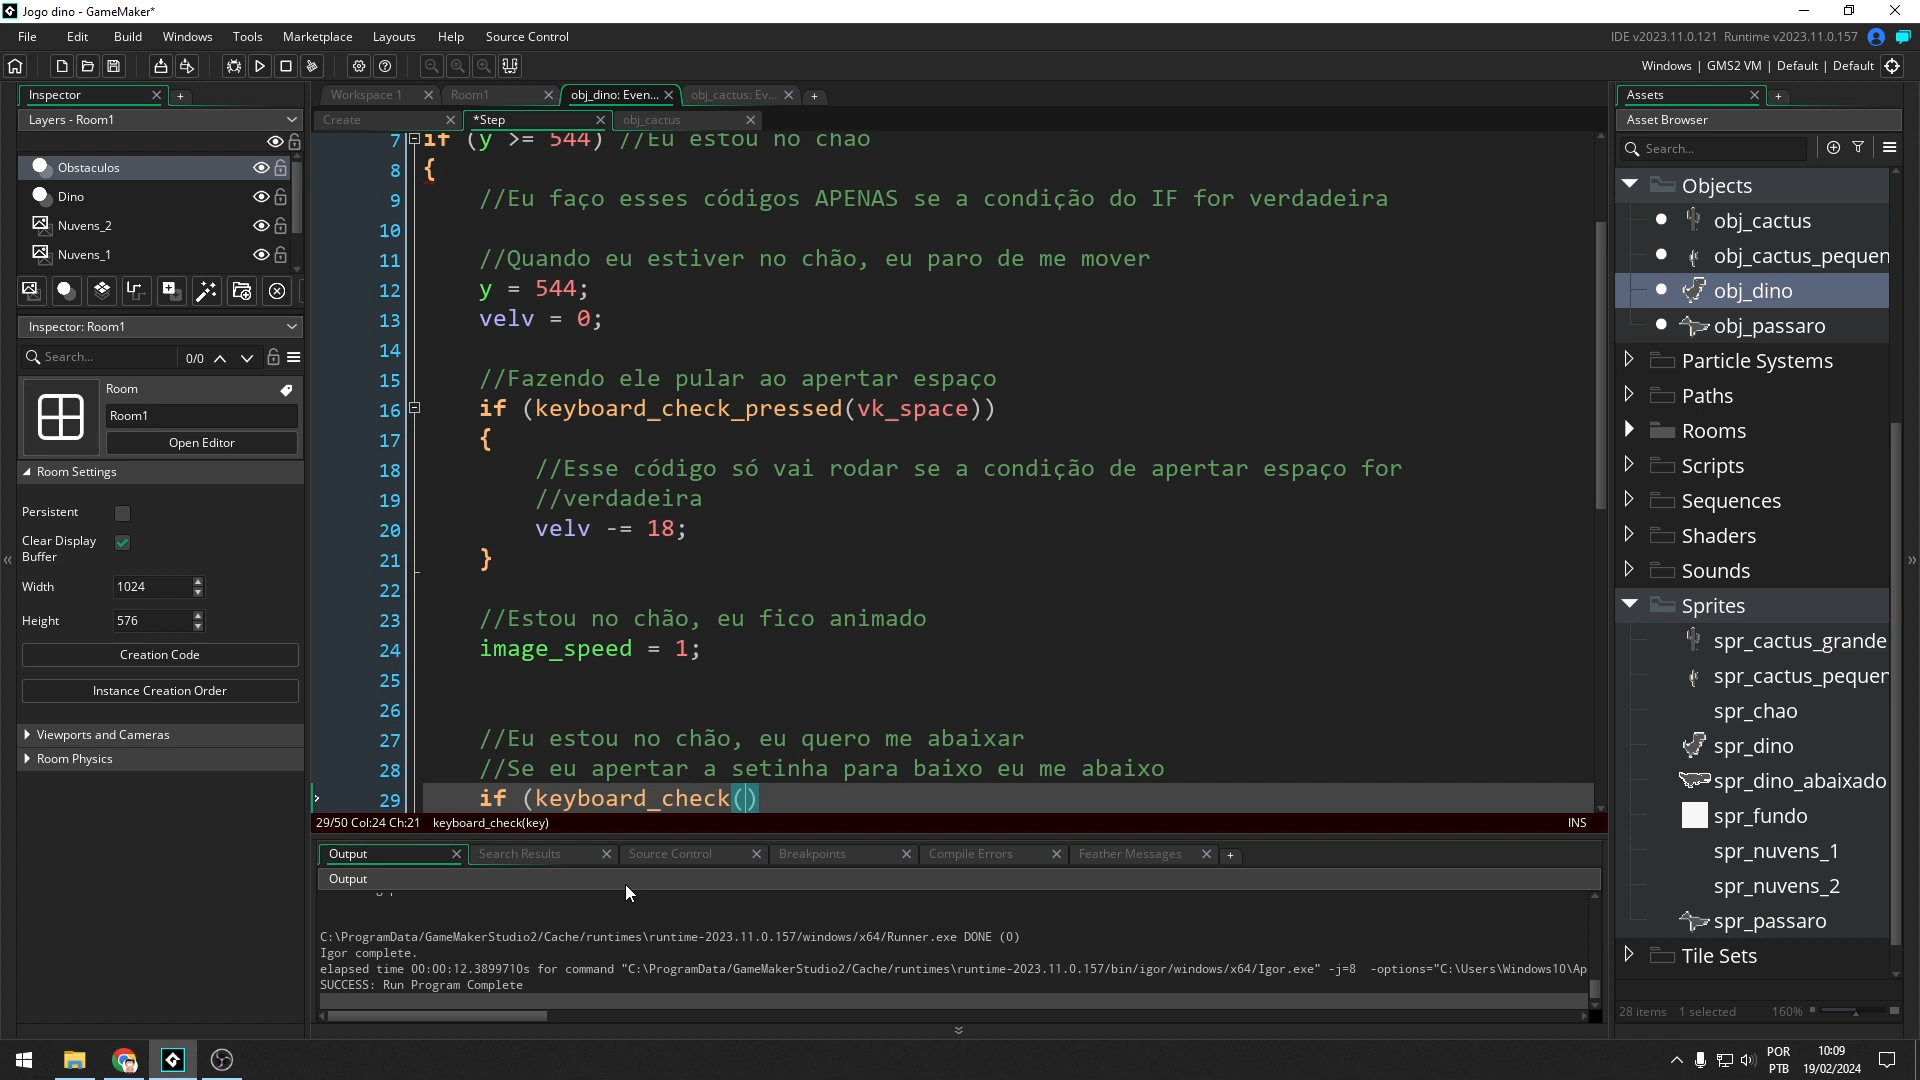 Jogo dino - GameMaker*
File Edit Build Windows Tools Marketplace Layouts Help Source Control
IDE v2023.11.0.121 Runtime v2023.11.0.157
Windows | GMS2 VM | Default | Default
Inspector
Layers - Room1
Obstaculos
Dino
Nuvens_2
Nuvens_1
Inspector: Room1
Search... 0/0
Room
Room1
Open Editor
Room Settings
Persistent
Clear Display
Buffer
Width 1024
Height 576
Creation Code
Instance Creation Order
Viewports and Cameras
Room Physics
Workspace 1 Room1 obj_dino: Even... obj_cactus: Ev...
Create *Step obj_cactus
7 if (y >= 544) //Eu estou no chao
8 {
9 //Eu faço esses códigos APENAS se a condição do IF for verdadeira
10
11 //Quando eu estiver no chão, eu paro de me mover
12 y = 544;
13 velv = 0;
14
15 //Fazendo ele pular ao apertar espaço
16 if (keyboard_check_pressed(vk_space))
17 {
18 //Esse código só vai rodar se a condição de apertar espaço for
19 //verdadeira
20 velv -= 18;
21 }
22
23 //Estou no chão, eu fico animado
24 image_speed = 1;
25
26
27 //Eu estou no chão, eu quero me abaixar
28 //Se eu apertar a setinha para baixo eu me abaixo
29 if (keyboard_check()
29/50 Col:24 Ch:21 keyboard_check(key) INS
Output Search Results Source Control Breakpoints Compile Errors Feather Messages
Output
C:\ProgramData/GameMakerStudio2/Cache/runtimes\runtime-2023.11.0.157/windows/x64/Runner.exe DONE (0)
Igor complete.
elapsed time 00:00:12.3899710s for command "C:\ProgramData/GameMakerStudio2/Cache/runtimes\runtime-2023.11.0.157/bin/igor/windows/x64/Igor.exe" -j=8 -options="C:\Users\Windows10\Ap
SUCCESS: Run Program Complete
Assets
Asset Browser
Search...
Objects
obj_cactus
obj_cactus_pequen
obj_dino
obj_passaro
Particle Systems
Paths
Rooms
Scripts
Sequences
Shaders
Sounds
Sprites
spr_cactus_grande
spr_cactus_pequer
spr_chao
spr_dino
spr_dino_abaixado
spr_fundo
spr_nuvens_1
spr_nuvens_2
spr_passaro
Tile Sets
28 items 1 selected 160%
POR
PTB
10:09
19/02/2024